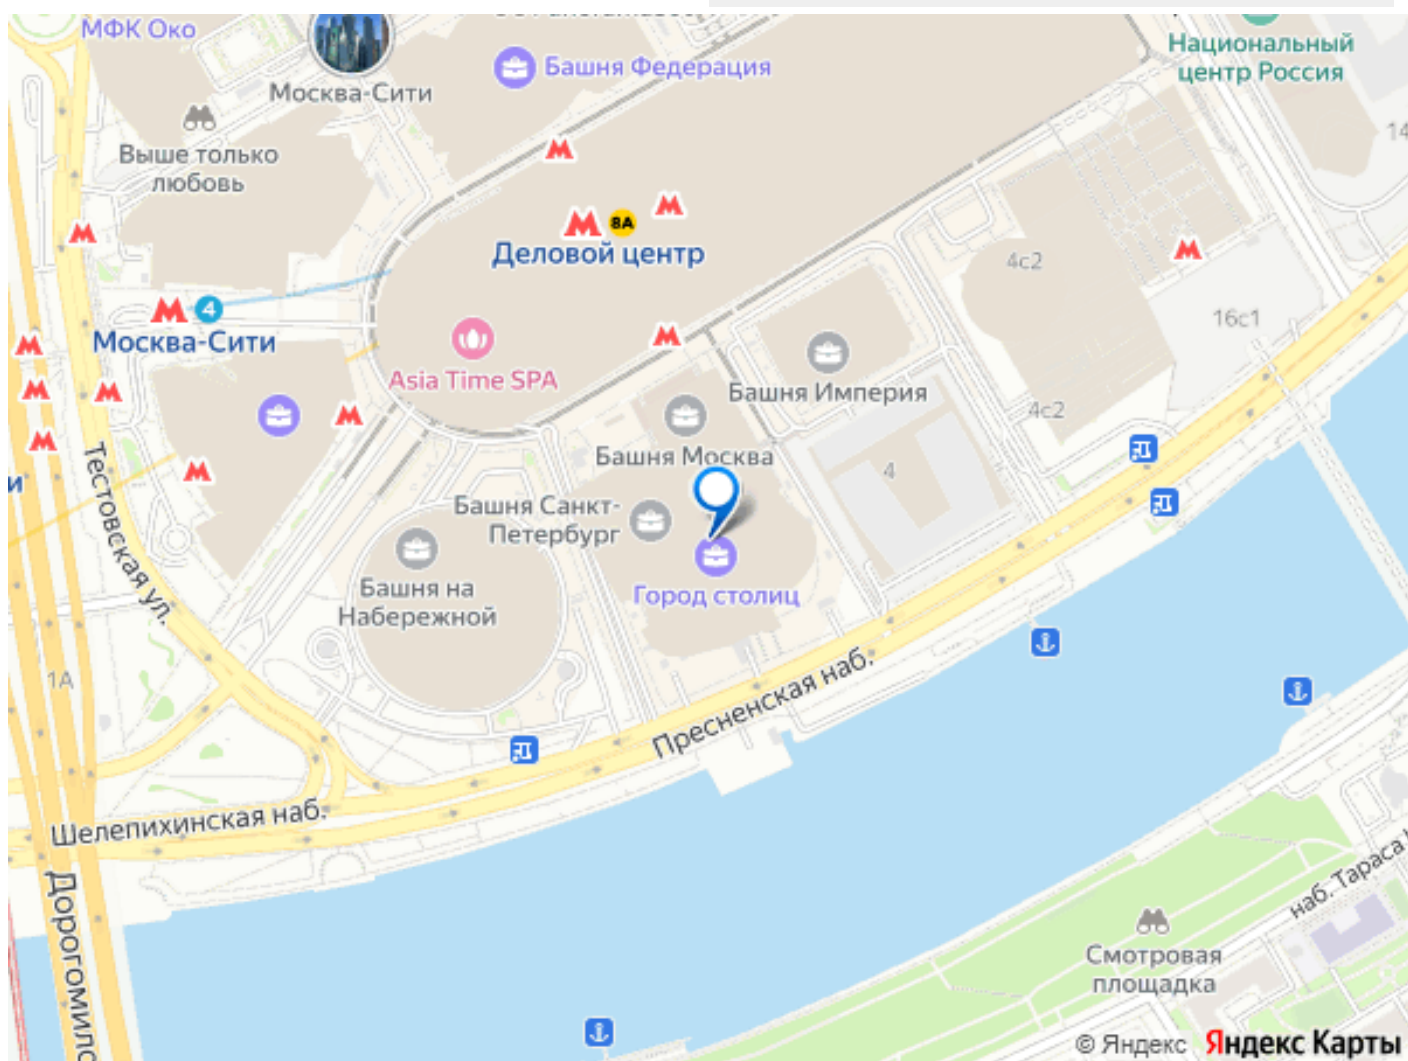 МФК Око
Башня Федерация
Национальный
центр Россия
Москва-Сити
14
Выше только
любовь
8А
Деловой центр
4с2
4
Москва-Сити
16с1
Asia Time SPA
Башня Империя
4с2
Башня Москва
4
Тестовская ул.
Башня Санкт-
Петербург
Башня на
Набережной
Город столиц
1А
Пресненская наб.
Шелепихинская наб.
Дорогомило
наб. Тараса
Смотровая
площадка
© Яндекс Яндекс Карты